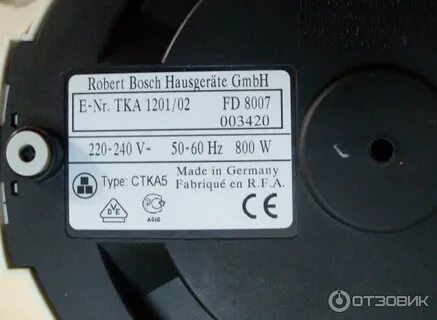 Robert Bosch Hausgeräte GmbH
E-Nr. TKA 1201/02 FD 8007
003420
220-240 V~ 50-60 Hz 800 W
Type: CTKA5
Made in Germany
Fabriqué en R.F.A.
VDE
CE
ОТЗОВИК